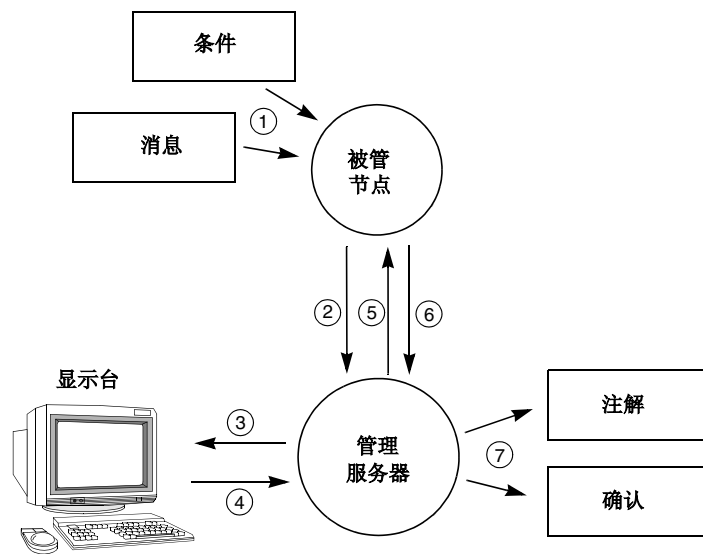 条件
消息
①
被管
节点
②
⑤
⑥
显示台
③
④
管理
服务器
⑦
注解
确认